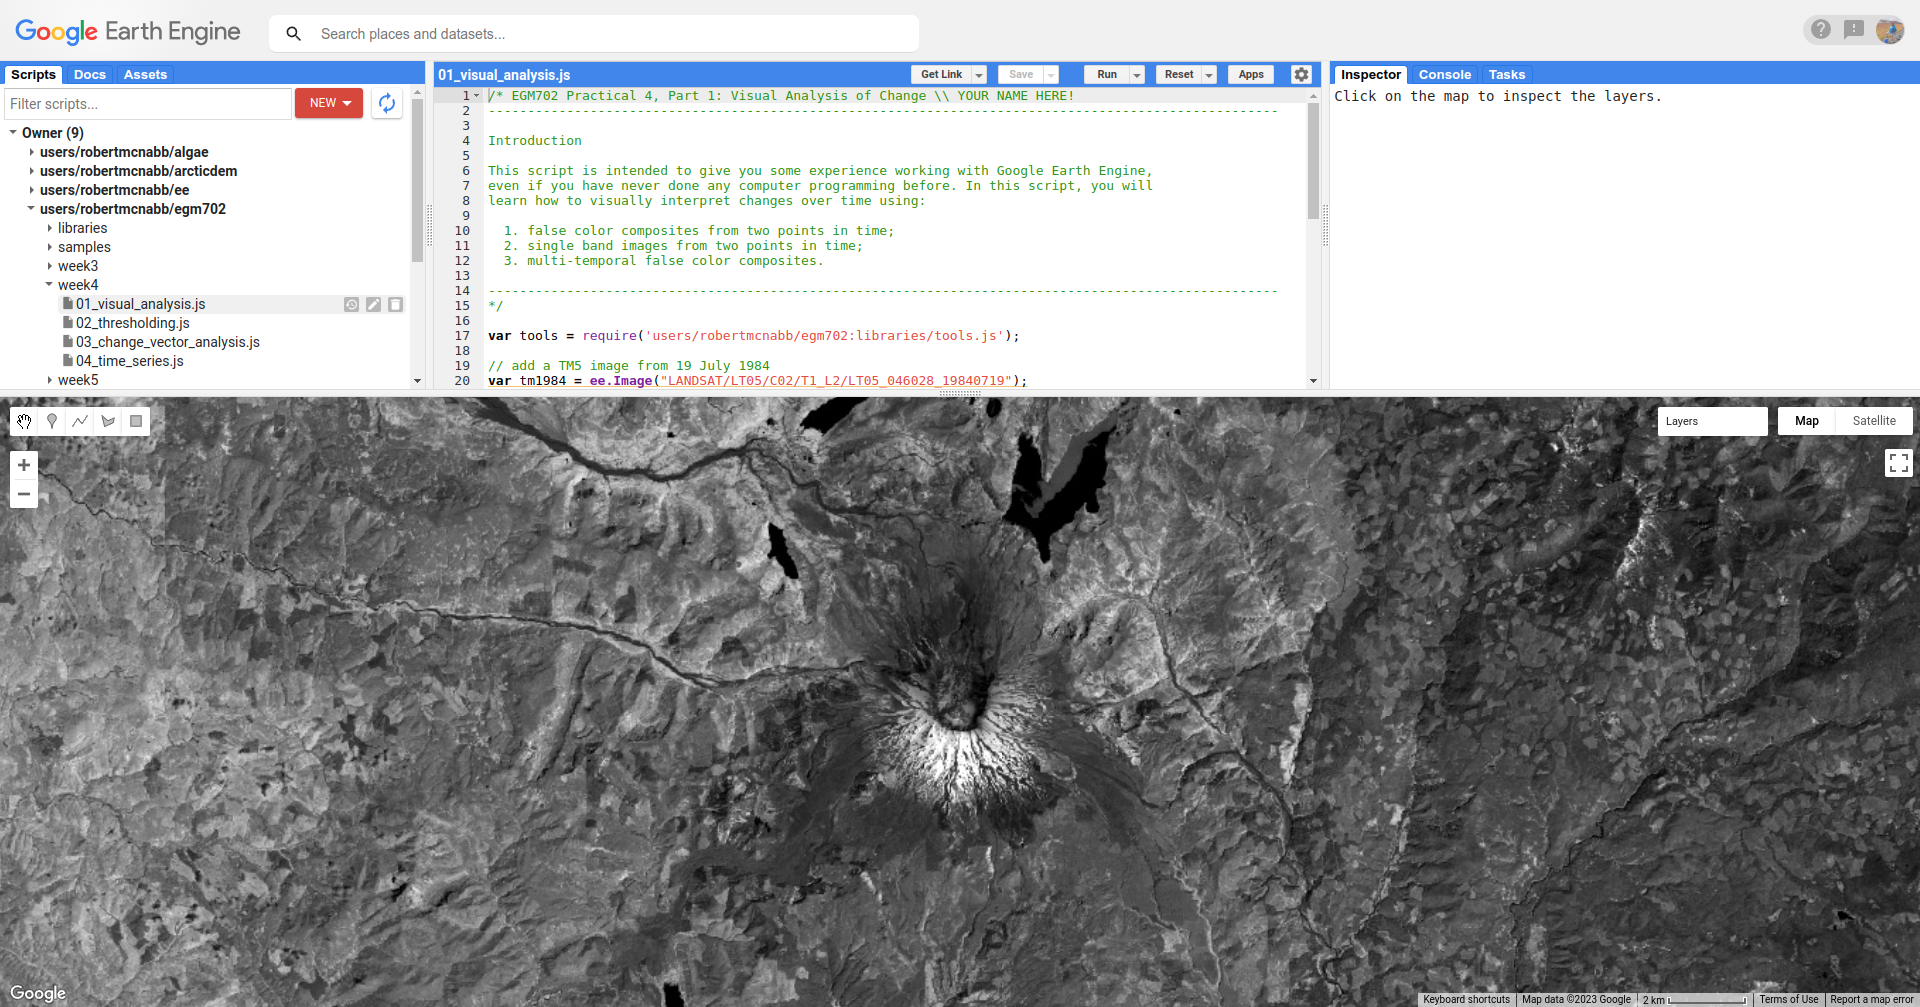 Google Earth Engine
Search places and datasets...
Scripts Docs Assets
Filter scripts...
NEW
Owner (9)
users/robertmcnabb/algae
users/robertmcnabb/arcticdem
users/robertmcnabb/ee
users/robertmcnabb/egm702
libraries
samples
week3
week4
01_visual_analysis.js
02_thresholding.js
03_change_vector_analysis.js
04_time_series.js
week5
01_visual_analysis.js
Get Link Save Run Reset Apps
1 /* EGM702 Practical 4, Part 1: Visual Analysis of Change \\ YOUR NAME HERE!
2 -----------------------------------------------------------------------------------------------------
3
4 Introduction
5
6 This script is intended to give you some experience working with Google Earth Engine,
7 even if you have never done any computer programming before. In this script, you will
8 learn how to visually interpret changes over time using:
9
10 1. false color composites from two points in time;
11 2. single band images from two points in time;
12 3. multi-temporal false color composites.
13
14 -----------------------------------------------------------------------------------------------------
15 */
16
17 var tools = require('users/robertmcnabb/egm702:libraries/tools.js');
18
19 // add a TM5 image from 19 July 1984
20 var tm1984 = ee.Image("LANDSAT/LT05/C02/T1_L2/LT05_046028_19840719");
Inspector Console Tasks
Click on the map to inspect the layers.
Layers
Map Satellite
+
−
Google
Keyboard shortcuts Map data ©2023 Google 2 km Terms of Use Report a map error